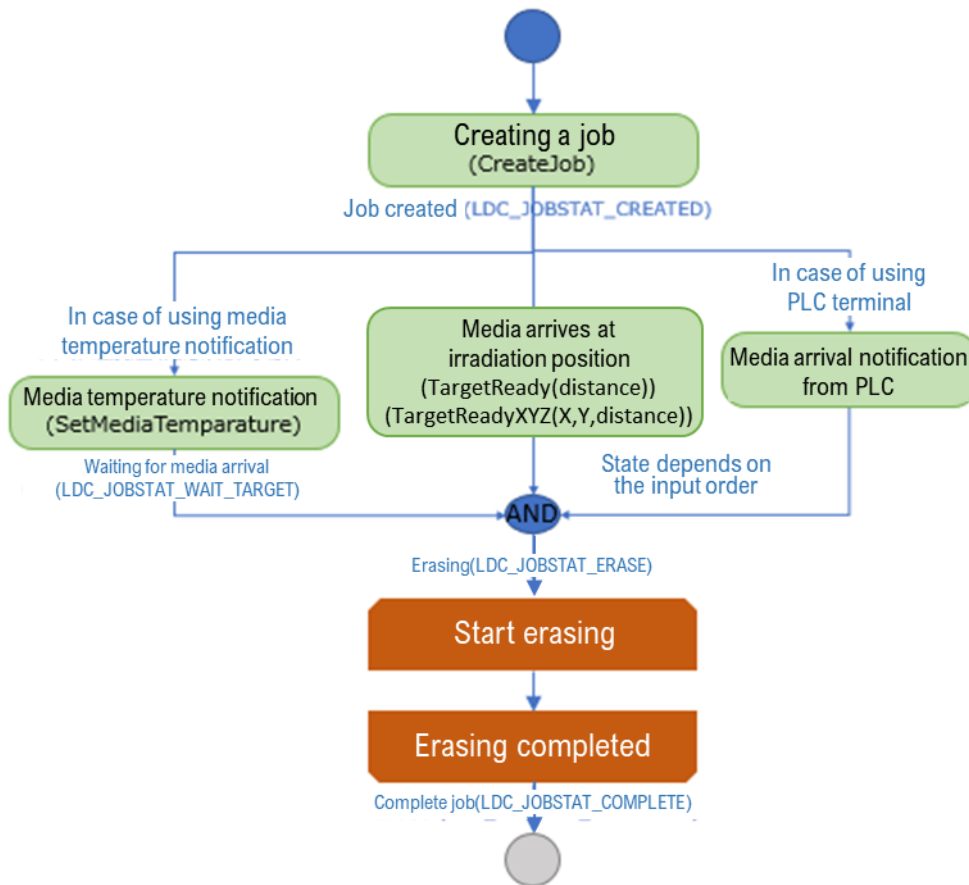 Creating a job
(CreateJob)
Job created (LDC_JOBSTAT_CREATED)
In case of using media
temperature notification
Media temperature notification
(SetMediaTemparature)
Waiting for media arrival
(LDC_JOBSTAT_WAIT_TARGET)
Media arrives at
irradiation position
(TargetReady(distance))
(TargetReadyXYZ(X,Y,distance))
In case of using
PLC terminal
Media arrival notification
from PLC
State depends on
the input order
AND
Erasing(LDC_JOBSTAT_ERASE)
Start erasing
Erasing completed
Complete job(LDC_JOBSTAT_COMPLETE)